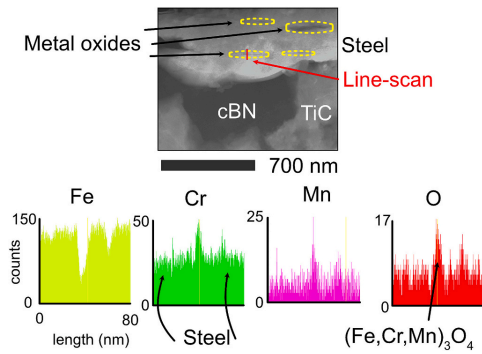 Metal oxides
Steel
Line-scan
cBN
TiC
700 nm
Fe
Cr
Mn
O
150
50
25
17
counts
0
0
0
0
0
80
length (nm)
Steel
(Fe,Cr,Mn)3O4